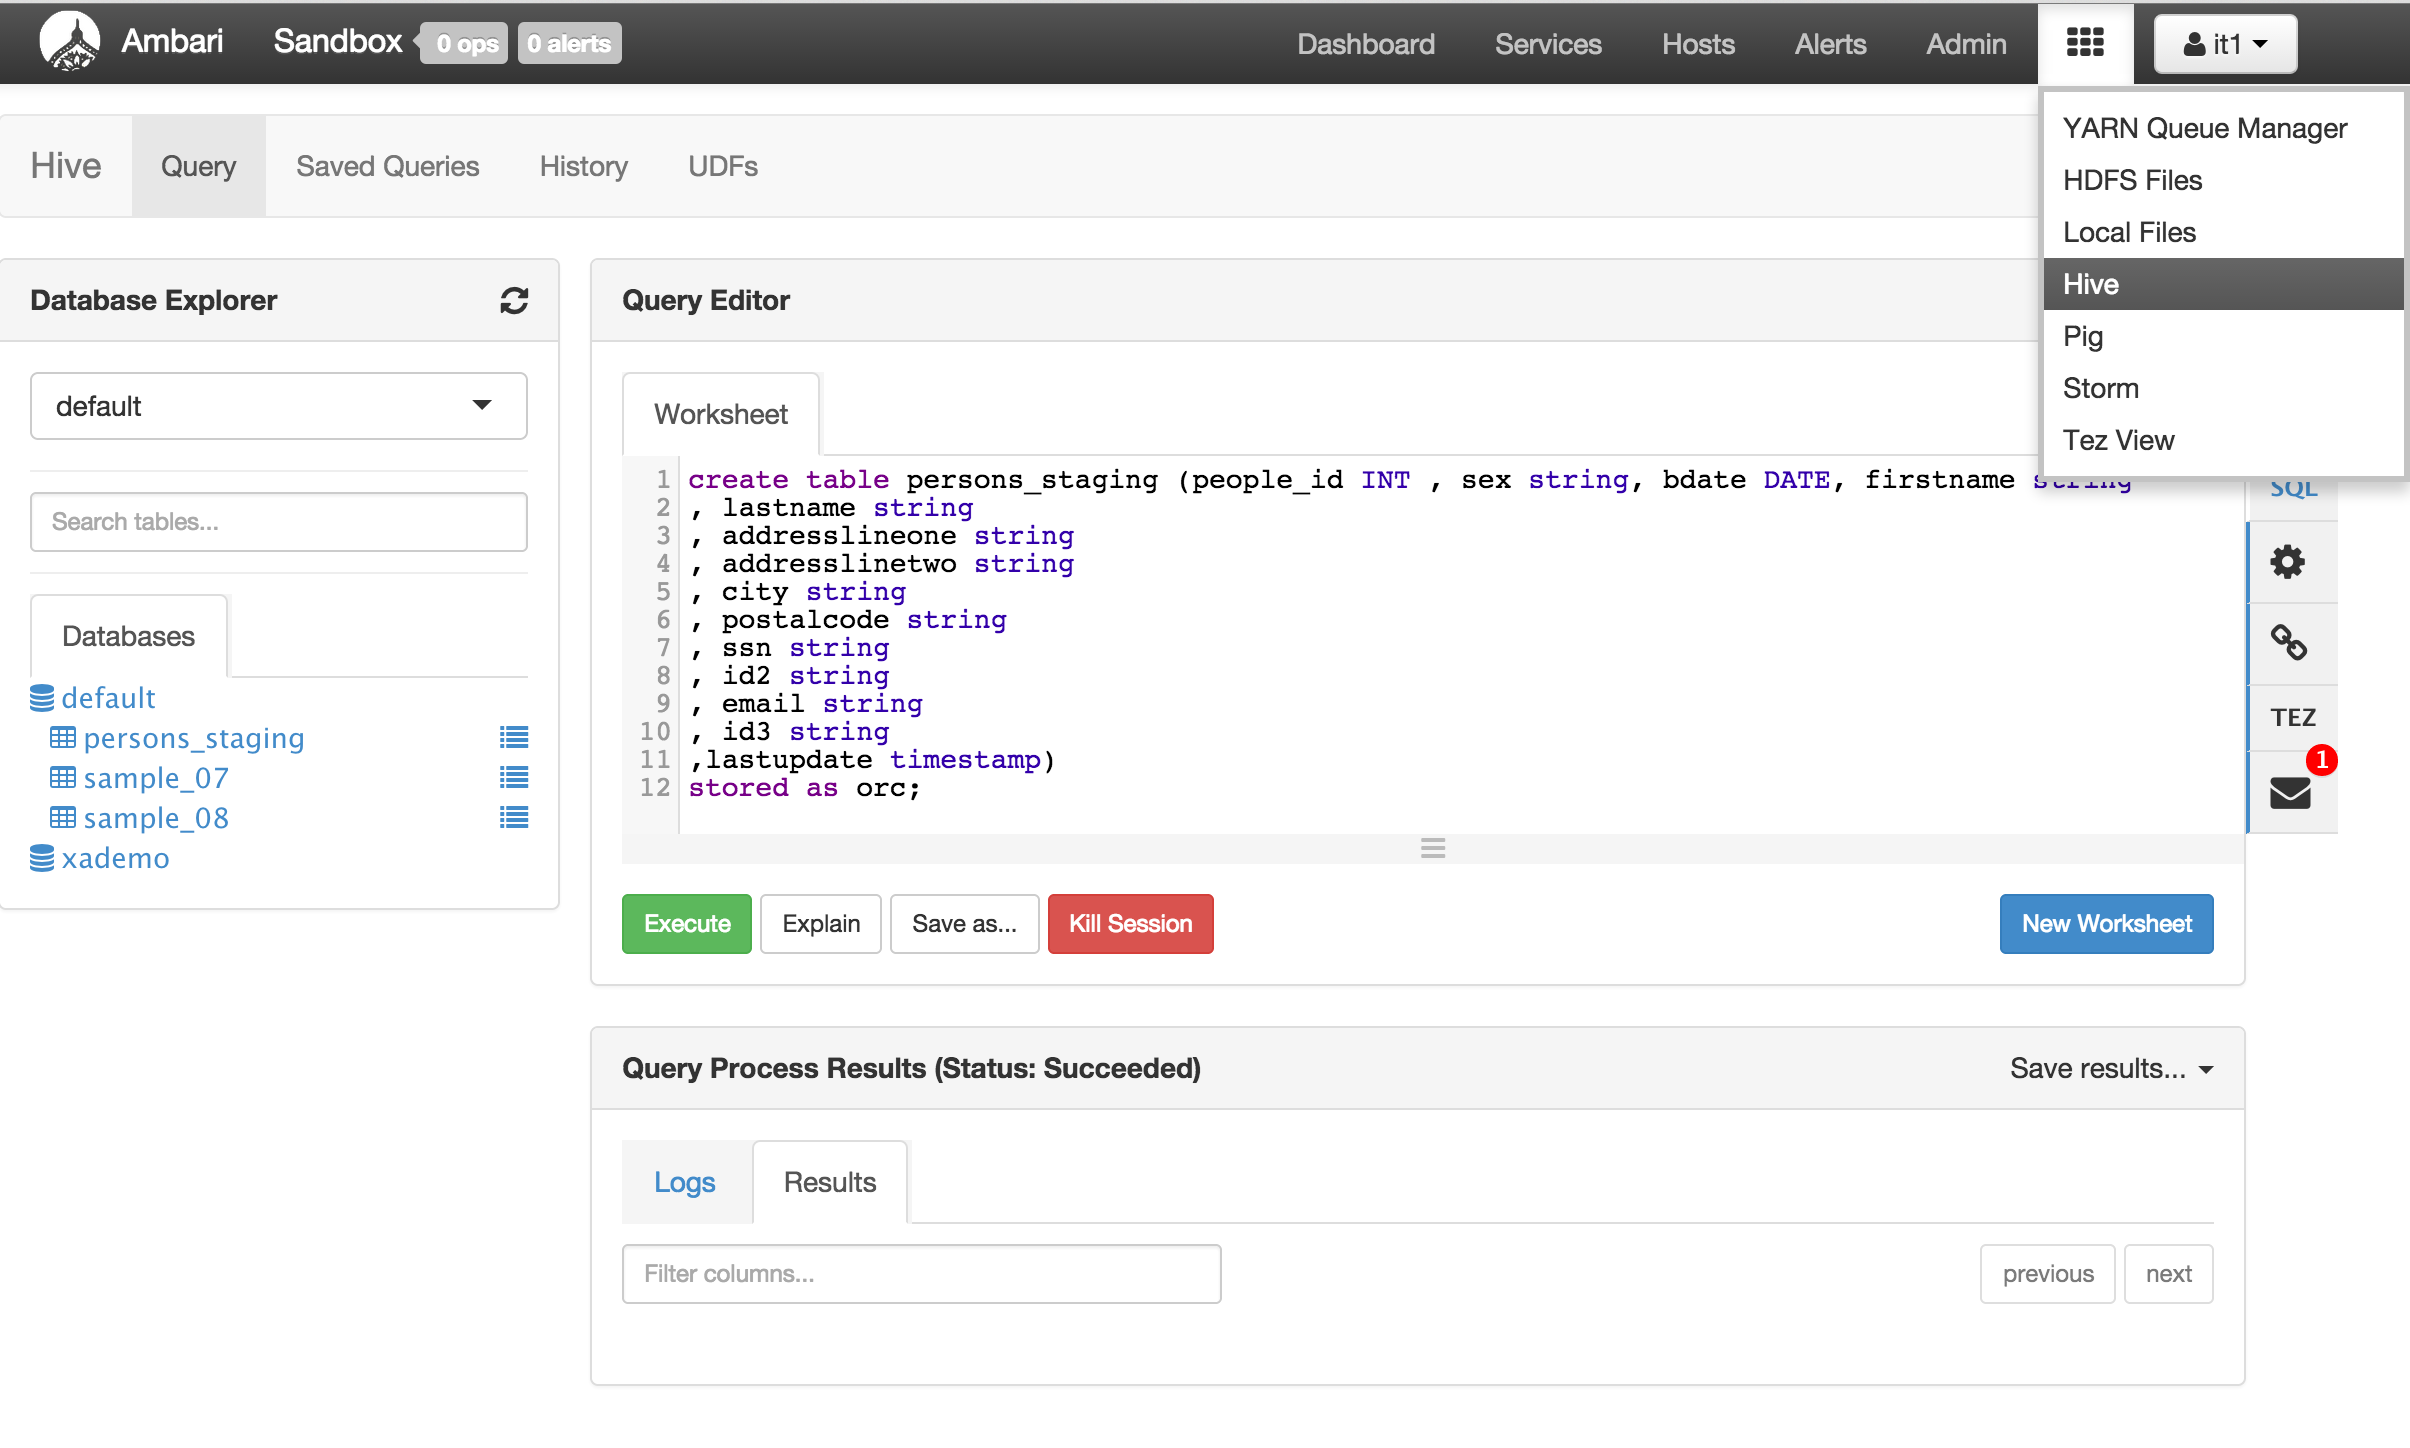 Ambari Sandbox 0 ops 0 alerts Dashboard Services Hosts Alerts Admin it1
YARN Queue Manager
HDFS Files
Local Files
Hive
Pig
Storm
Tez View
Hive Query Saved Queries History UDFs
Database Explorer
default
Search tables...
Databases
default
persons_staging
sample_07
sample_08
xademo
Query Editor
Worksheet
1 create table persons_staging (people_id INT , sex string, bdate DATE, firstname string
2 , lastname string
3 , addresslineone string
4 , addresslinetwo string
5 , city string
6 , postalcode string
7 , ssn string
8 , id2 string
9 , email string
10 , id3 string
11 ,lastupdate timestamp)
12 stored as orc;
SQL
TEZ
1
Execute Explain Save as... Kill Session New Worksheet
Query Process Results (Status: Succeeded) Save results...
Logs Results
Filter columns... previous next